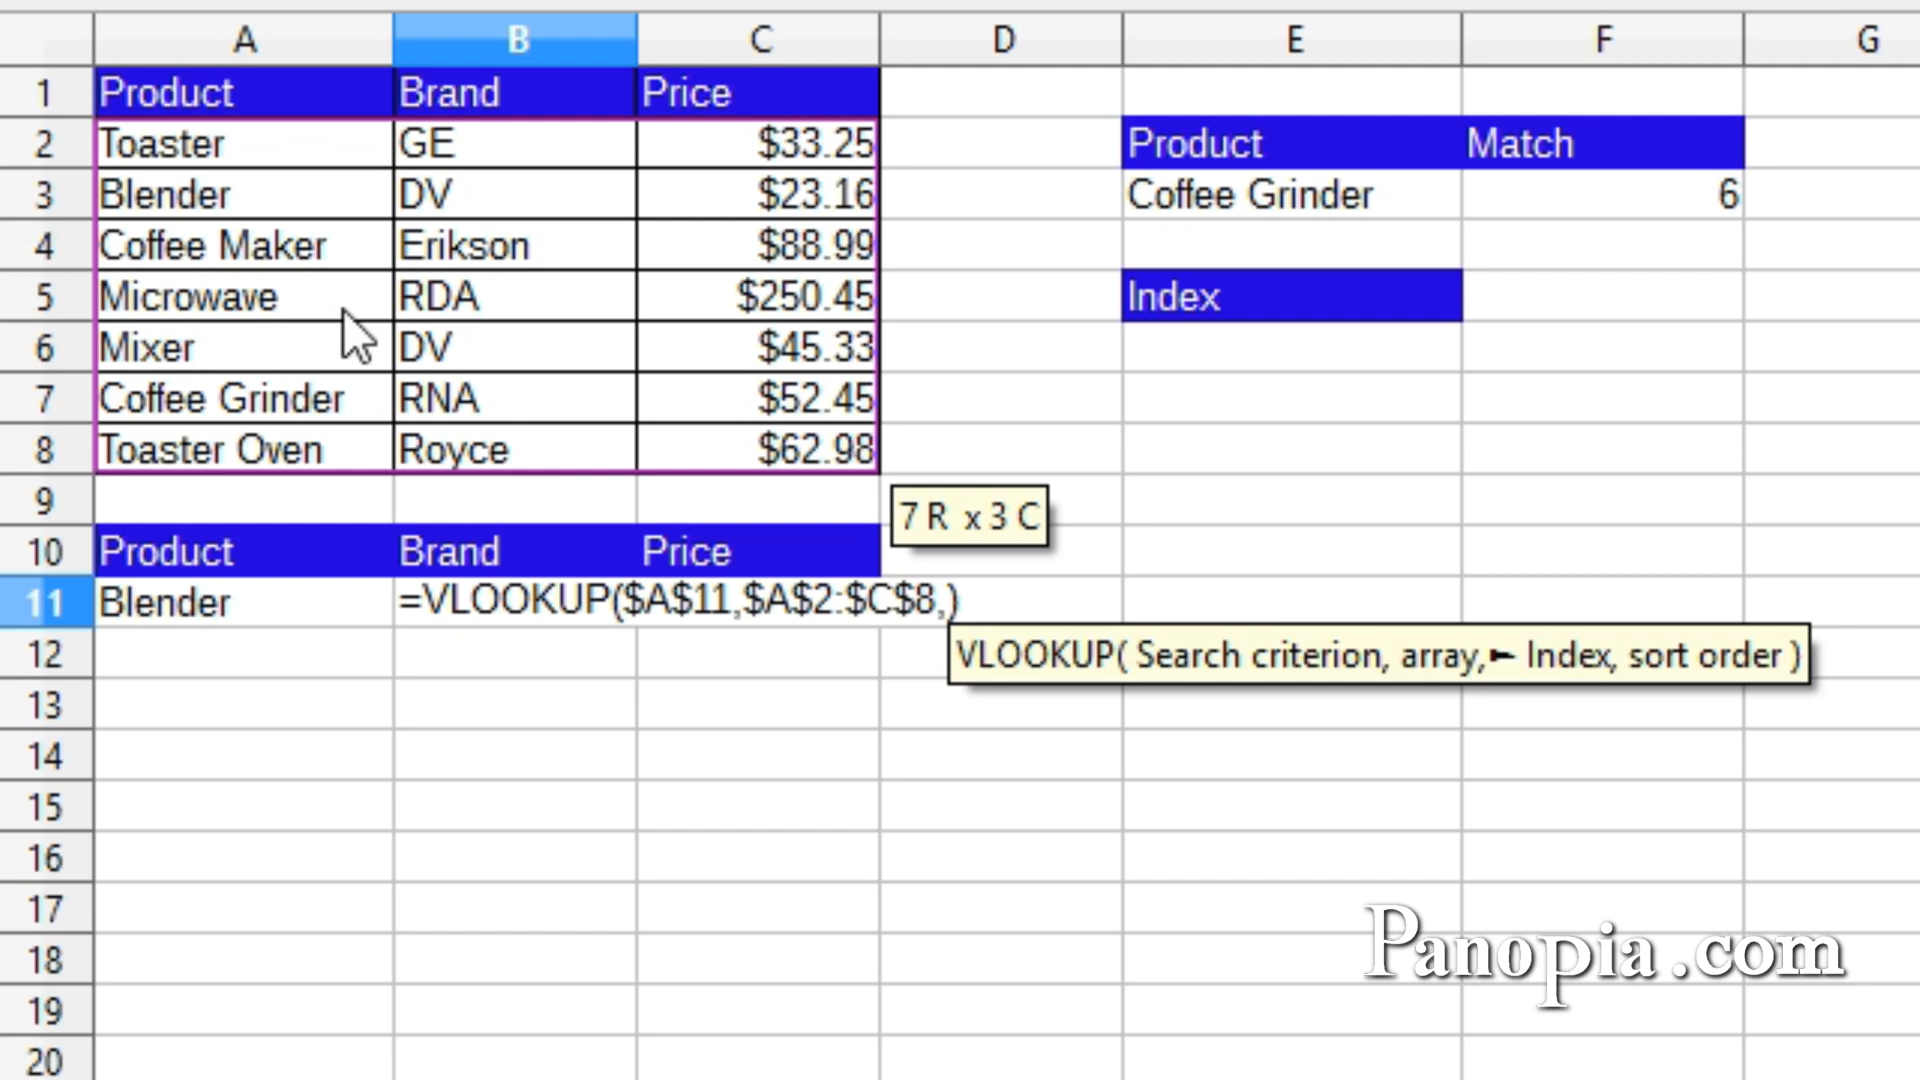 A B C D E F G
1 Product Brand Price
2 Toaster GE $33.25 Product Match
3 Blender DV $23.16 Coffee Grinder 6
4 Coffee Maker Erikson $88.99
5 Microwave RDA $250.45 Index
6 Mixer DV $45.33
7 Coffee Grinder RNA $52.45
8 Toaster Oven Royce $62.98
9
7 R x 3 C
10 Product Brand Price
11 Blender =VLOOKUP($A$11,$A$2:$C$8,)
12 VLOOKUP( Search criterion, array,► Index, sort order )
13
14
15
16
17
18 Panopia.com
19
20